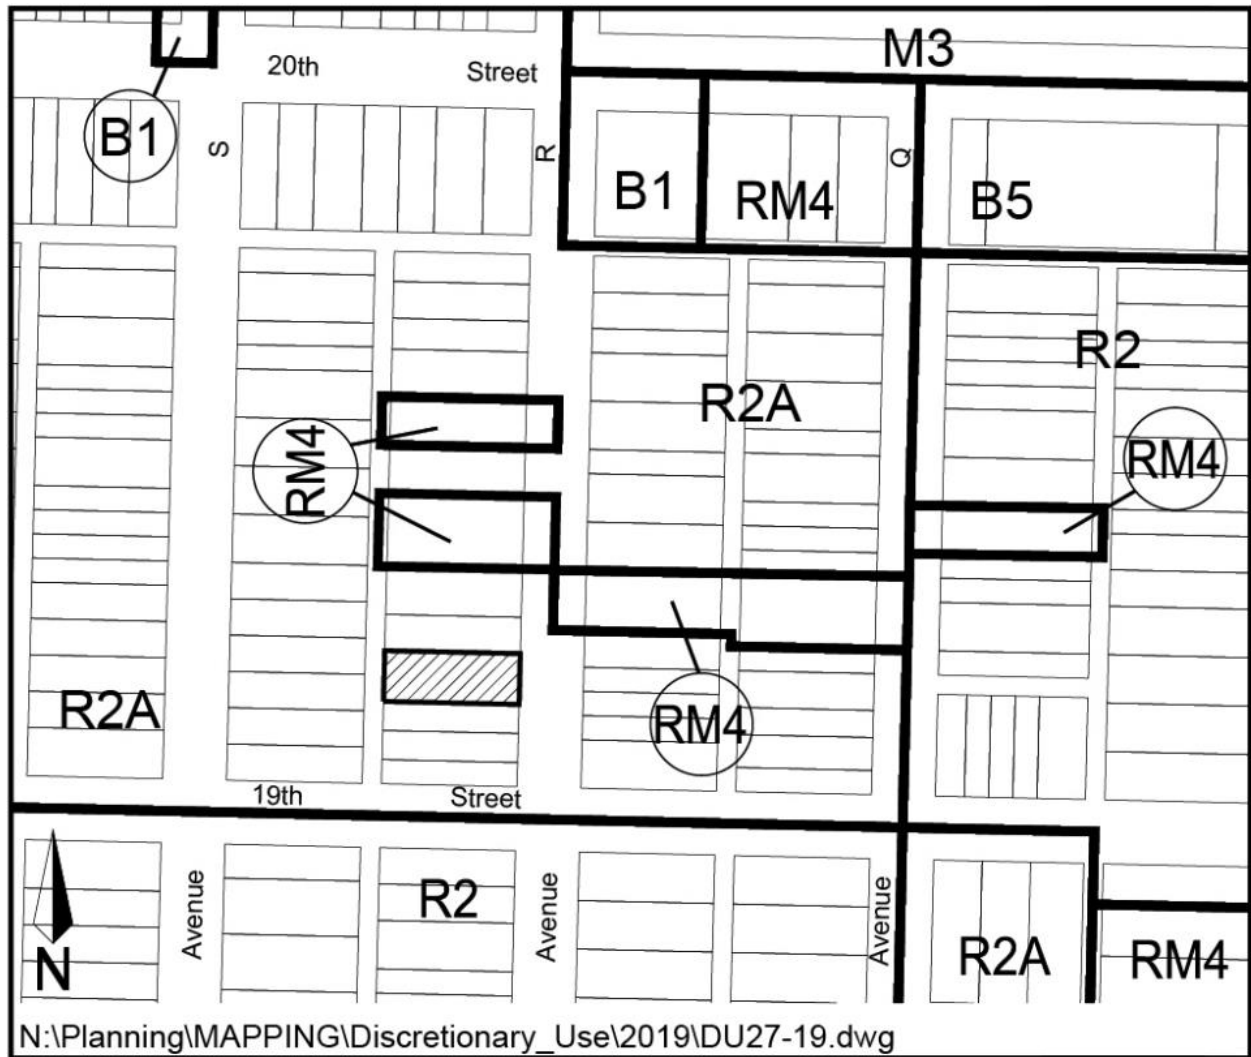 M3
20th Street
B1
S
R
Q
B1
RM4
B5
R2
R2A
RM4
RM4
R2A
RM4
19th Street
Avenue
R2
Avenue
Avenue
R2A
RM4
N
N:\Planning\MAPPING\Discretionary_Use\2019\DU27-19.dwg